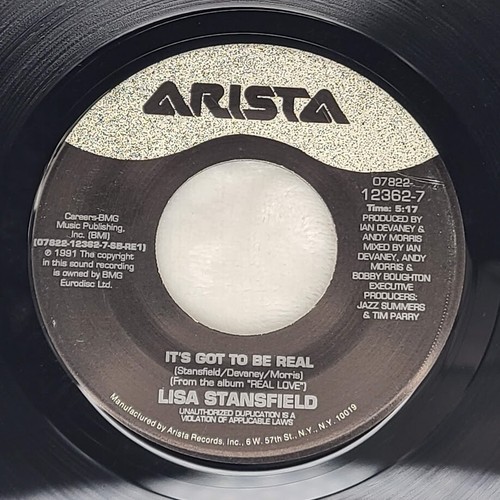 ARISTA
Careers-BMG
Music Publishing,
Inc. (BMI)
(07822-12362-7-SB-RE1)
℗ 1991 The copyright
in this sound recording
is owned by BMG
Eurodisc Ltd.
07822-
12362-7
Time: 5:17
PRODUCED BY
IAN DEVANEY &
ANDY MORRIS
MIXED BY IAN
DEVANEY, ANDY
MORRIS &
BOBBY BOUGHTON
EXECUTIVE
PRODUCERS:
JAZZ SUMMERS
& TIM PARRY
IT'S GOT TO BE REAL
(Stansfield/Devaney/Morris)
(From the album "REAL LOVE")
LISA STANSFIELD
UNAUTHORIZED DUPLICATION IS A
VIOLATION OF APPLICABLE LAWS
Manufactured by Arista Records, Inc., 6 W. 57th St., N.Y., N.Y. 10019